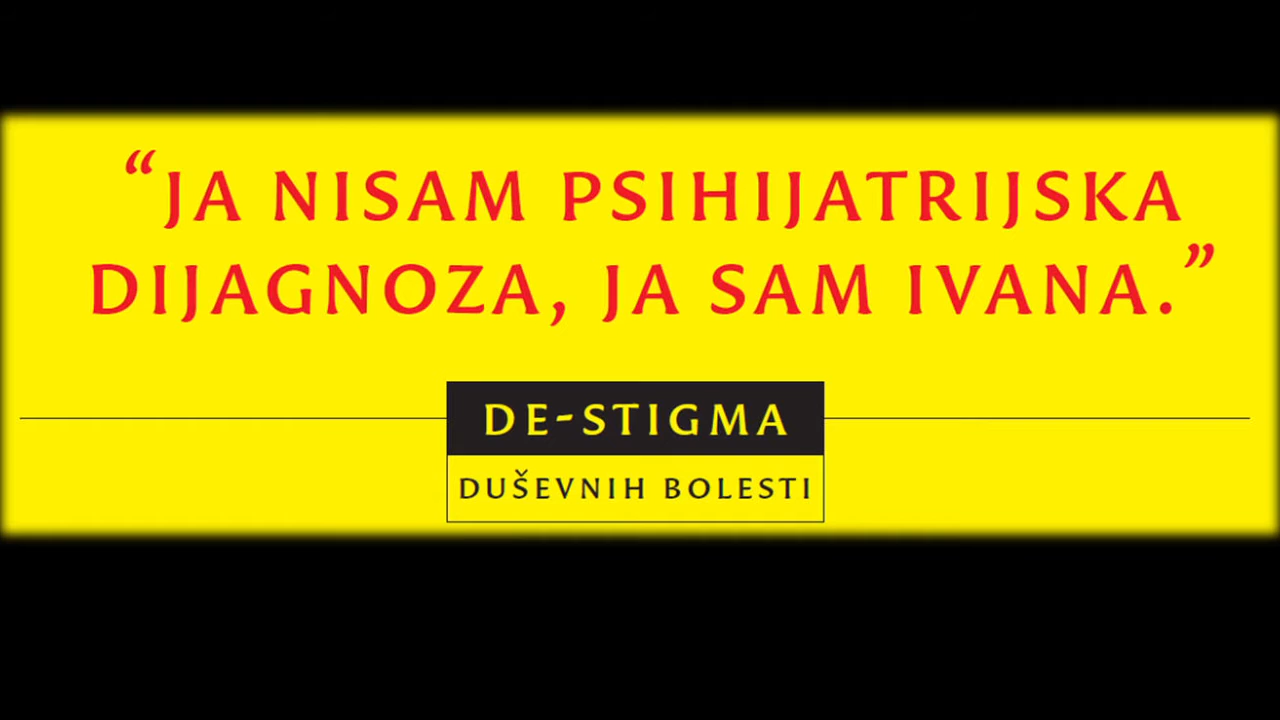 “JA NISAM PSIHIJATRIJSKA
DIJAGNOZA, JA SAM IVANA.”
DE-STIGMA
DUŠEVNIH BOLESTI